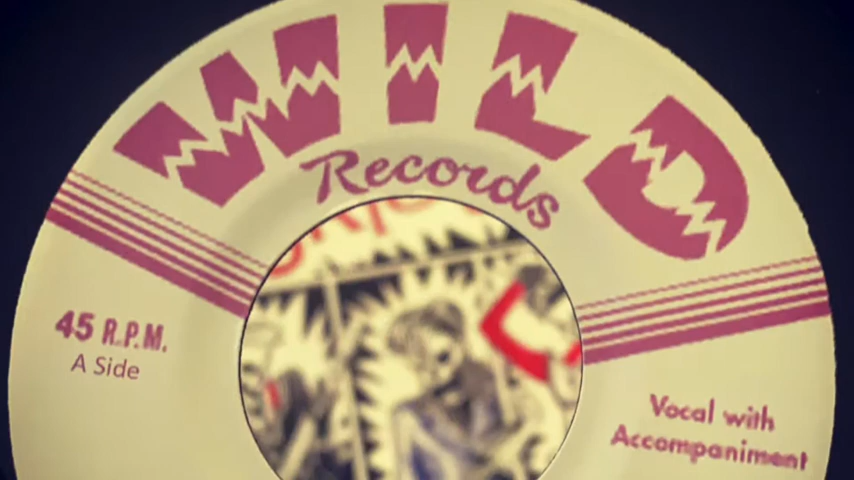 WILD
Records
45 R.P.M.
A Side
Vocal with
Accompaniment